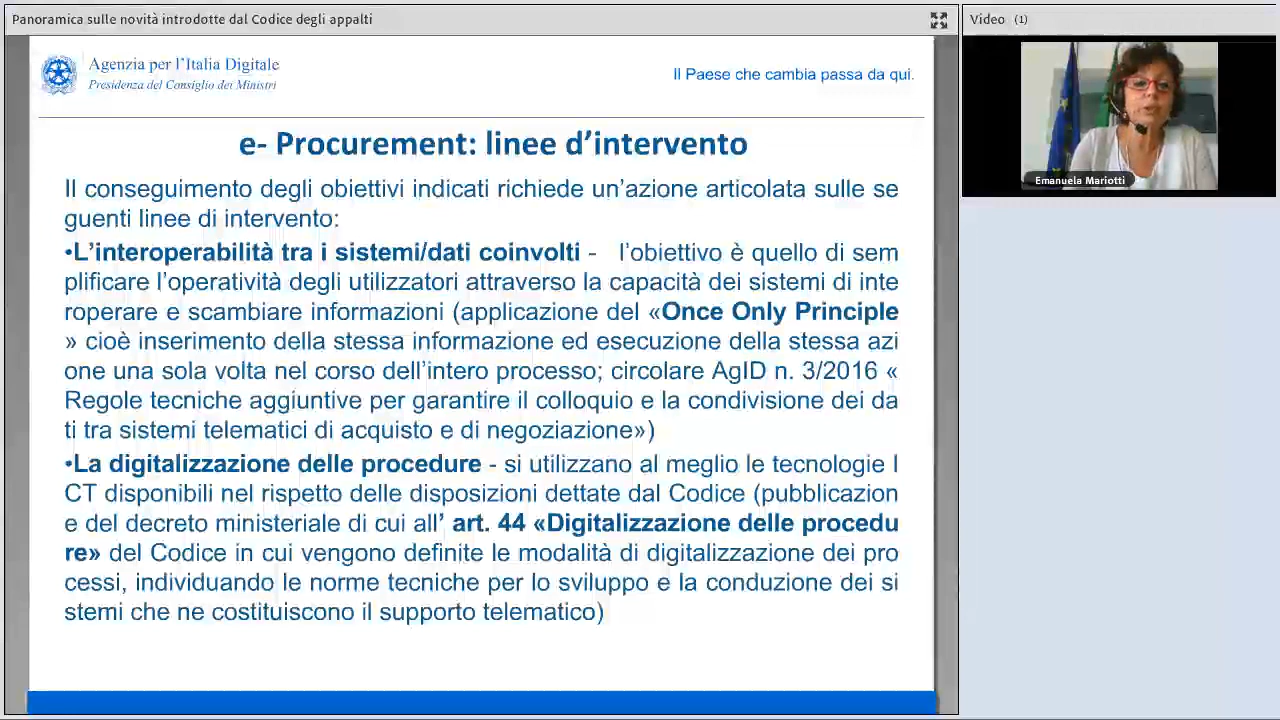 Panoramica sulle novità introdotte dal Codice degli appalti
Video (1)
Agenzia per l'Italia Digitale
Presidenza del Consiglio dei Ministri
Il Paese che cambia passa da qui.
Emanuela Mariotti
e- Procurement: linee d'intervento
Il conseguimento degli obiettivi indicati richiede un'azione articolata sulle se
guenti linee di intervento:
•L'interoperabilità tra i sistemi/dati coinvolti - l'obiettivo è quello di sem
plificare l'operatività degli utilizzatori attraverso la capacità dei sistemi di inte
roperare e scambiare informazioni (applicazione del «Once Only Principle
» cioè inserimento della stessa informazione ed esecuzione della stessa azi
one una sola volta nel corso dell'intero processo; circolare AgID n. 3/2016 «
Regole tecniche aggiuntive per garantire il colloquio e la condivisione dei da
ti tra sistemi telematici di acquisto e di negoziazione»)
•La digitalizzazione delle procedure - si utilizzano al meglio le tecnologie I
CT disponibili nel rispetto delle disposizioni dettate dal Codice (pubblicazion
e del decreto ministeriale di cui all' art. 44 «Digitalizzazione delle procedu
re» del Codice in cui vengono definite le modalità di digitalizzazione dei pro
cessi, individuando le norme tecniche per lo sviluppo e la conduzione dei si
stemi che ne costituiscono il supporto telematico)